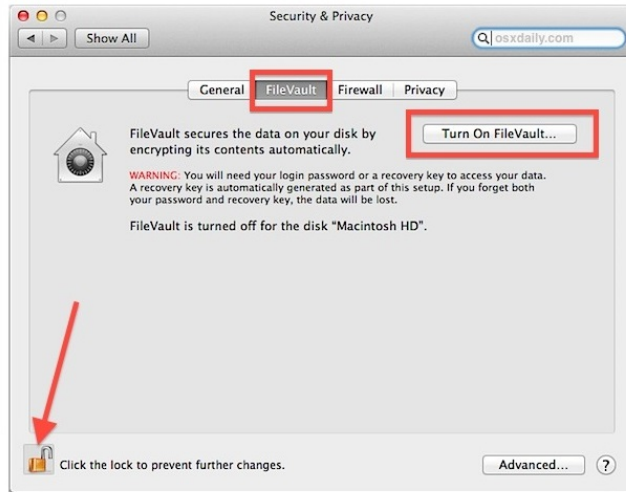 Security & Privacy
Show All
osxdaily.com
General FileVault Firewall Privacy
FileVault secures the data on your disk by
encrypting its contents automatically.
Turn On FileVault...
WARNING: You will need your login password or a recovery key to access your data.
A recovery key is automatically generated as part of this setup. If you forget both
your password and recovery key, the data will be lost.
FileVault is turned off for the disk “Macintosh HD”.
Click the lock to prevent further changes.
Advanced... ?